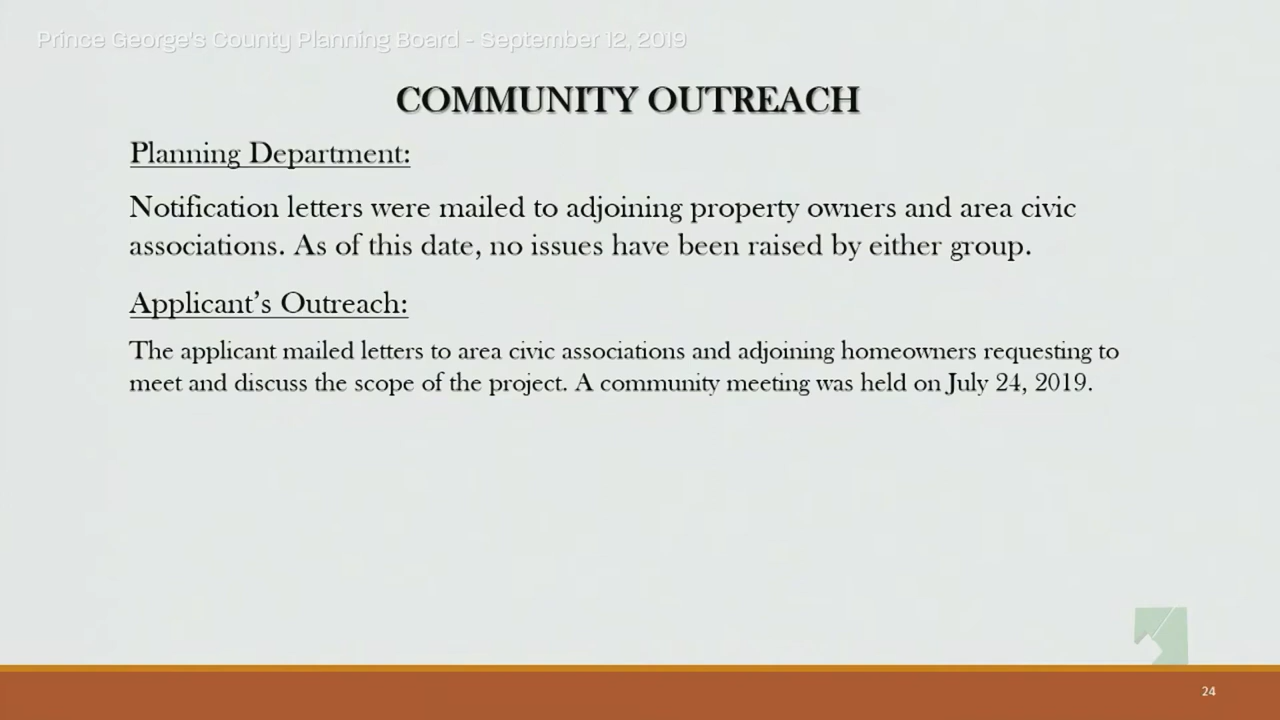 Prince George's County Planning Board - September 12, 2019
COMMUNITY OUTREACH
Planning Department:
Notification letters were mailed to adjoining property owners and area civic
associations. As of this date, no issues have been raised by either group.
Applicant’s Outreach:
The applicant mailed letters to area civic associations and adjoining homeowners requesting to
meet and discuss the scope of the project. A community meeting was held on July 24, 2019.
24